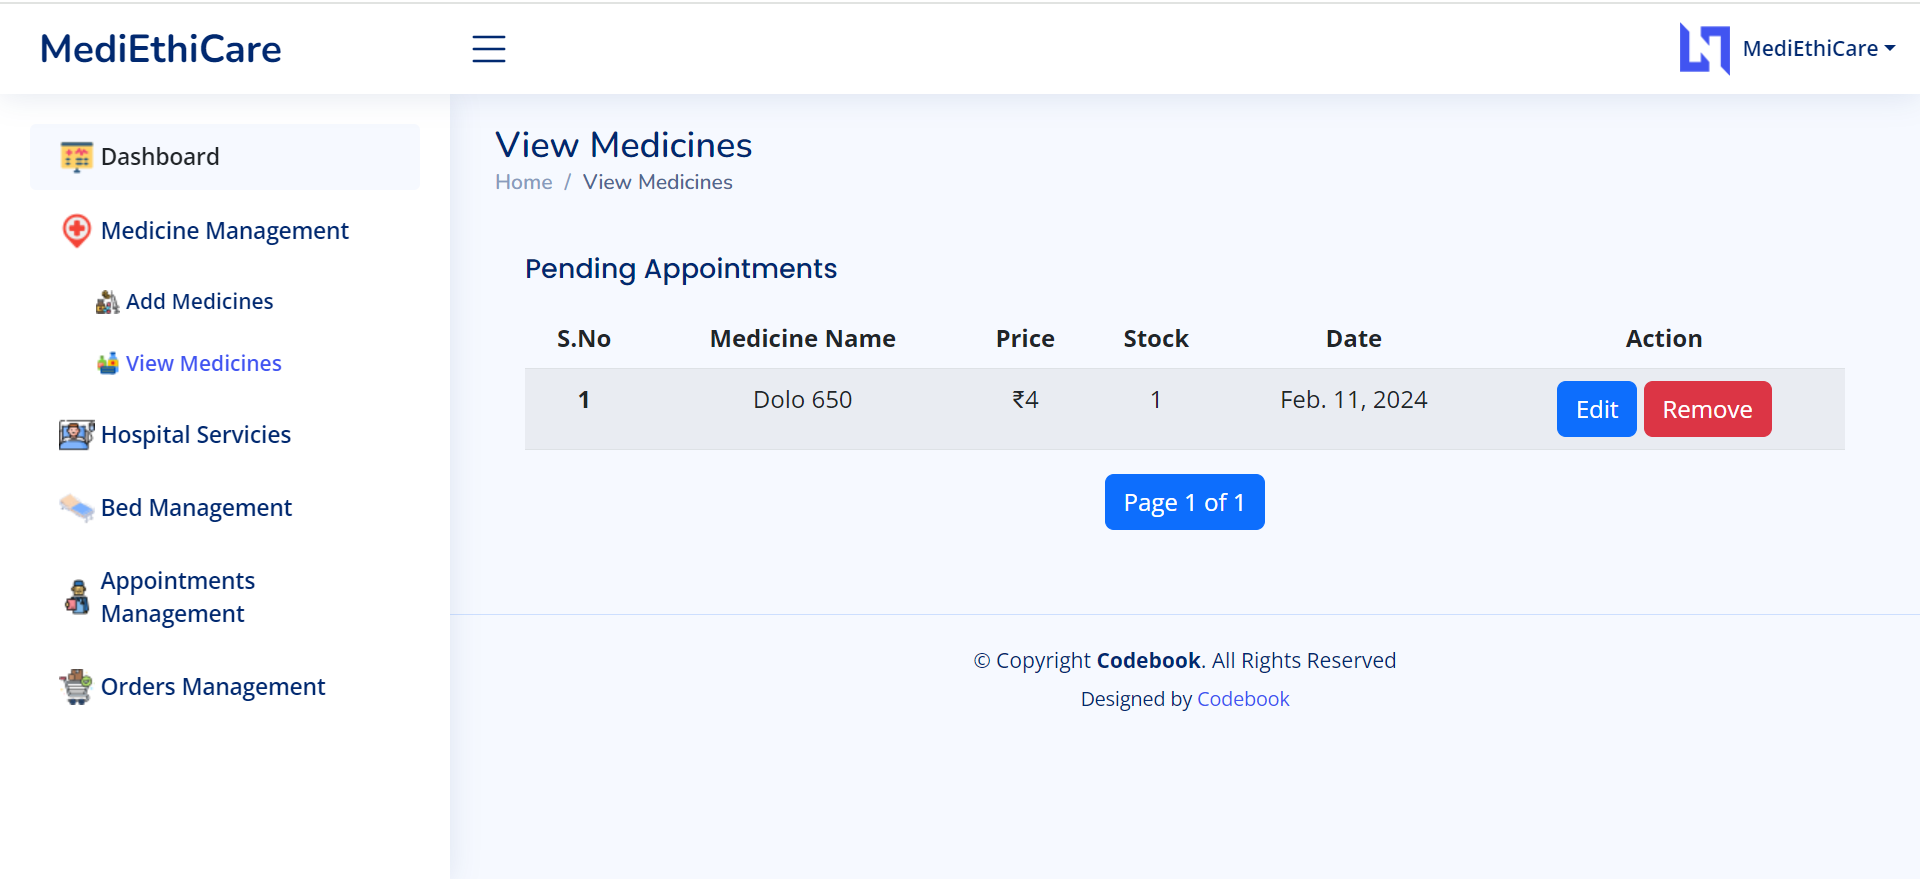 MediEthiCare
MediEthiCare
Dashboard
Medicine Management
Add Medicines
View Medicines
Hospital Servicies
Bed Management
Appointments
Management
Orders Management
View Medicines
Home / View Medicines
Pending Appointments
S.No Medicine Name Price Stock Date Action
1 Dolo 650 ₹4 1 Feb. 11, 2024 Edit Remove
Page 1 of 1
© Copyright Codebook. All Rights Reserved
Designed by Codebook